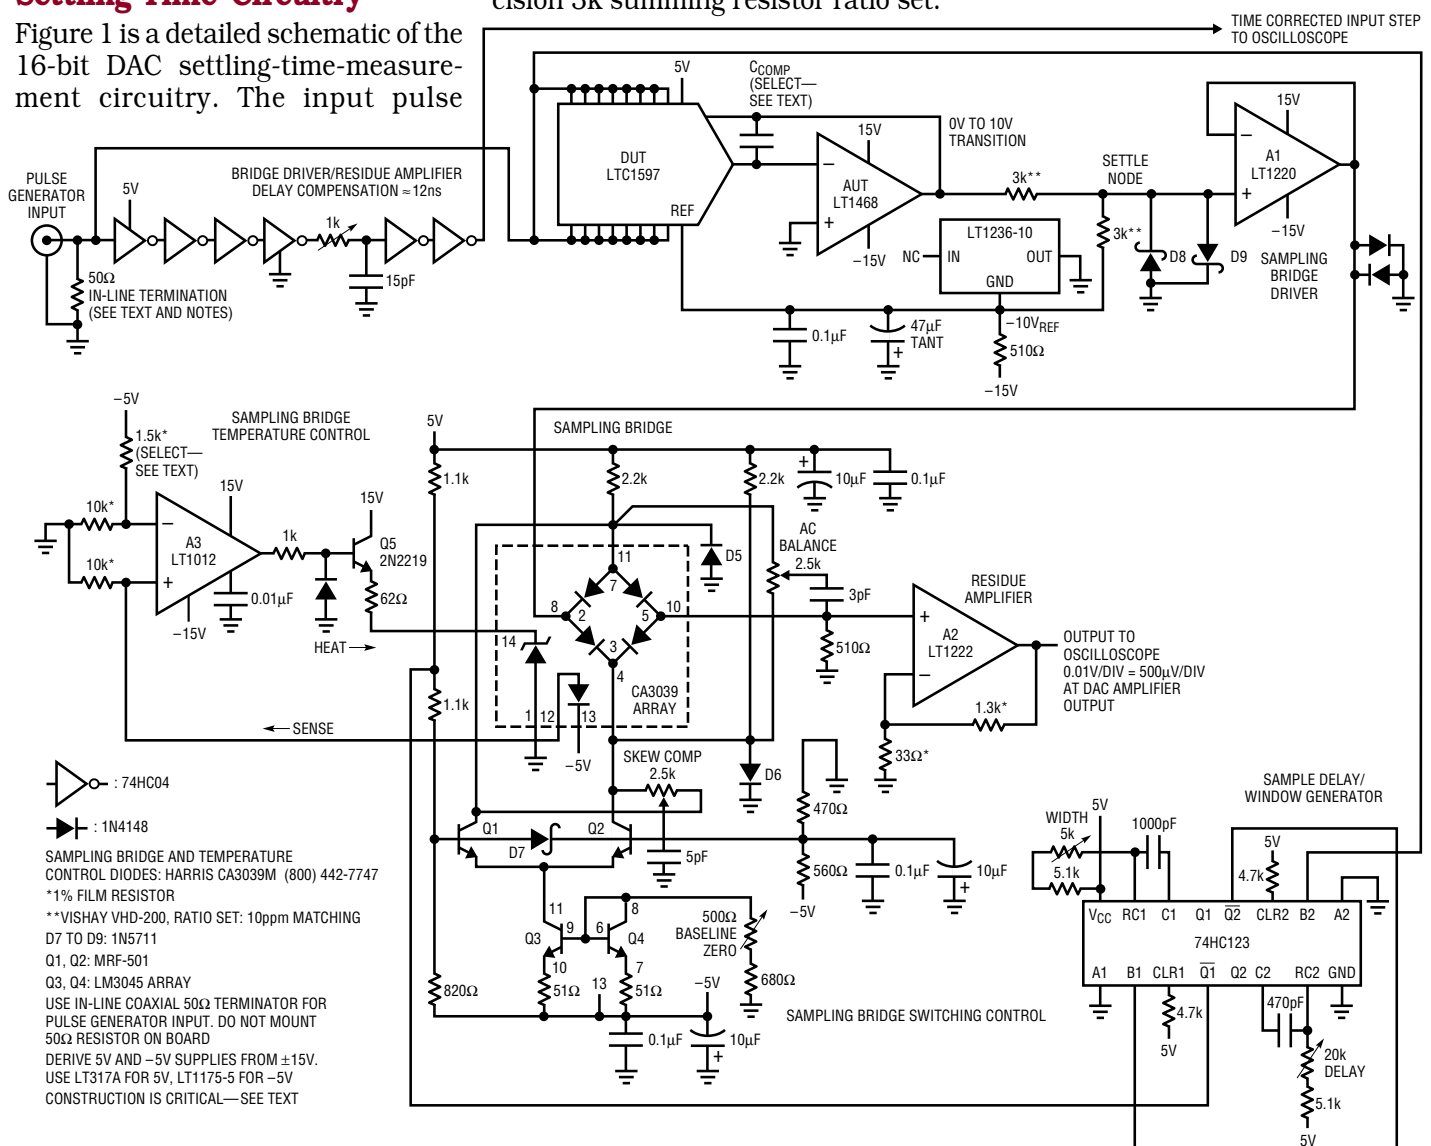 Settling Time Circuitry
Figure 1 is a detailed schematic of the
16-bit DAC settling-time-measure-
ment circuitry. The input pulse
cision 3k summing resistor ratio set.
TIME CORRECTED INPUT STEP
TO OSCILLOSCOPE
PULSE
GENERATOR
INPUT
5V
BRIDGE DRIVER/RESIDUE AMPLIFIER
DELAY COMPENSATION ≈12ns
1k
15pF
50Ω
IN-LINE TERMINATION
(SEE TEXT AND NOTES)
5V
CCOMP
(SELECT—
SEE TEXT)
DUT
LTC1597
REF
15V
−
+
AUT
LT1468
−15V
0V TO 10V
TRANSITION
3k**
SETTLE
NODE
3k**
LT1236-10
NC
IN
OUT
GND
0.1µF
47µF
TANT
+
−10VREF
510Ω
−15V
D8
D9
15V
−
+
A1
LT1220
−15V
SAMPLING
BRIDGE
DRIVER
−5V
1.5k*
(SELECT—
SEE TEXT)
SAMPLING BRIDGE
TEMPERATURE CONTROL
10k*
10k*
15V
−
+
A3
LT1012
−15V
0.01µF
1k
15V
Q5
2N2219
62Ω
HEAT
SENSE
5V
1.1k
1.1k
820Ω
SAMPLING BRIDGE
2.2k
2.2k
+
10µF
0.1µF
D5
AC
BALANCE
2.5k
3pF
510Ω
11
7
8
2
5
10
3
4
14
1
12
13
−5V
CA3039
ARRAY
RESIDUE
AMPLIFIER
+
−
A2
LT1222
1.3k*
33Ω*
OUTPUT TO
OSCILLOSCOPE
0.01V/DIV = 500µV/DIV
AT DAC AMPLIFIER
OUTPUT
SKEW COMP
2.5k
D6
Q1
D7
Q2
5pF
470Ω
560Ω
−5V
0.1µF
10µF
+
11
8
Q3
9
6
Q4
10
7
51Ω
13
51Ω
500Ω
BASELINE
ZERO
680Ω
−5V
0.1µF
10µF
+
SAMPLING BRIDGE SWITCHING CONTROL
: 74HC04
: 1N4148
SAMPLING BRIDGE AND TEMPERATURE
CONTROL DIODES: HARRIS CA3039M (800) 442-7747
*1% FILM RESISTOR
**VISHAY VHD-200, RATIO SET: 10ppm MATCHING
D7 TO D9: 1N5711
Q1, Q2: MRF-501
Q3, Q4: LM3045 ARRAY
USE IN-LINE COAXIAL 50Ω TERMINATOR FOR
PULSE GENERATOR INPUT. DO NOT MOUNT
50Ω RESISTOR ON BOARD
DERIVE 5V AND −5V SUPPLIES FROM ±15V.
USE LT317A FOR 5V, LT1175-5 FOR −5V
CONSTRUCTION IS CRITICAL—SEE TEXT
SAMPLE DELAY/
WINDOW GENERATOR
WIDTH
5k
5.1k
5V
1000pF
5V
4.7k
VCC RC1 C1 Q1 Q2 CLR2 B2 A2
74HC123
A1 B1 CLR1 Q1 Q2 C2 RC2 GND
4.7k
5V
470pF
20k
DELAY
5.1k
5V